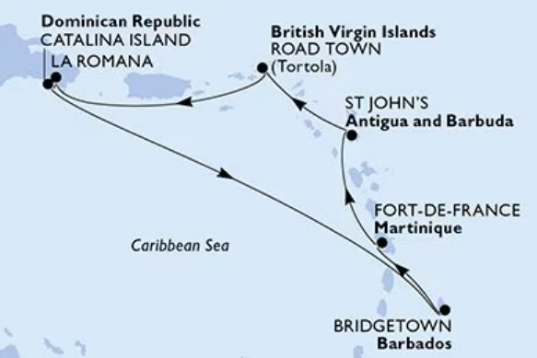 Dominican Republic
CATALINA ISLAND
LA ROMANA
British Virgin Islands
ROAD TOWN
(Tortola)
ST JOHN'S
Antigua and Barbuda
FORT-DE-FRANCE
Martinique
Caribbean Sea
BRIDGETOWN
Barbados